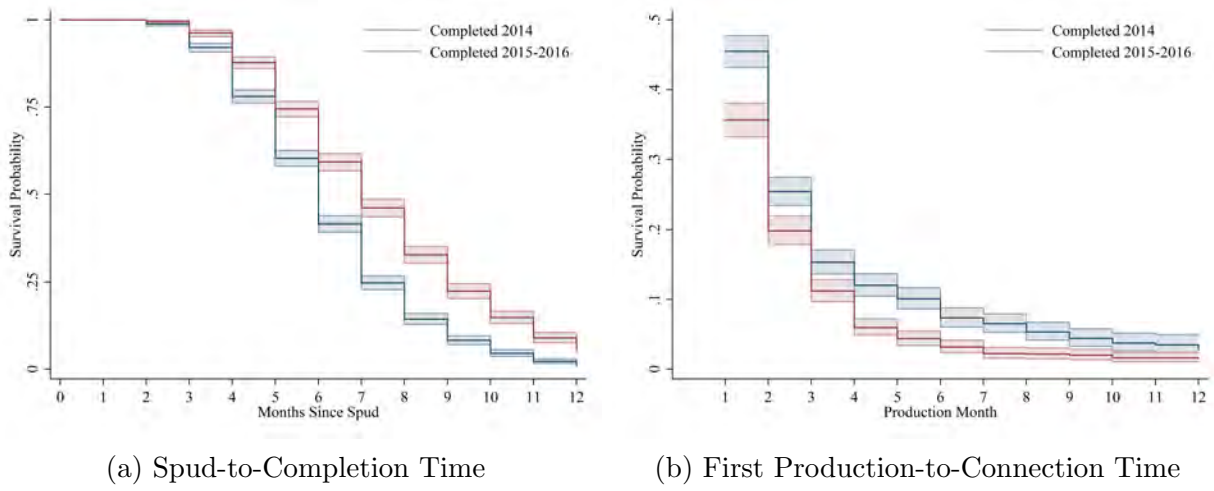 Completed 2014
Completed 2015-2016
Survival Probability
1
.75
.5
.25
0
0 1 2 3 4 5 6 7 8 9 10 11 12
Months Since Spud
(a) Spud-to-Completion Time
Completed 2014
Completed 2015-2016
Survival Probability
.5
.4
.3
.2
.1
0
0 1 2 3 4 5 6 7 8 9 10 11 12
Production Month
(b) First Production-to-Connection Time